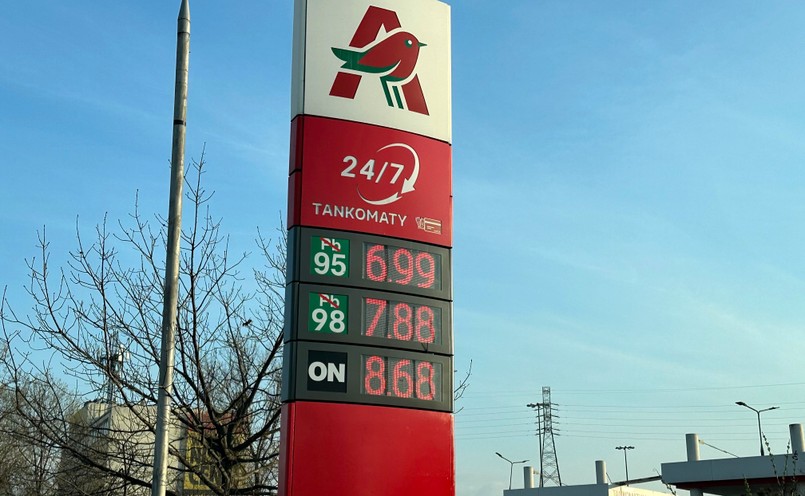 A
24/7
TANKOMATY
Pb
95 6.99
Pb
98 7.88
ON 8.68